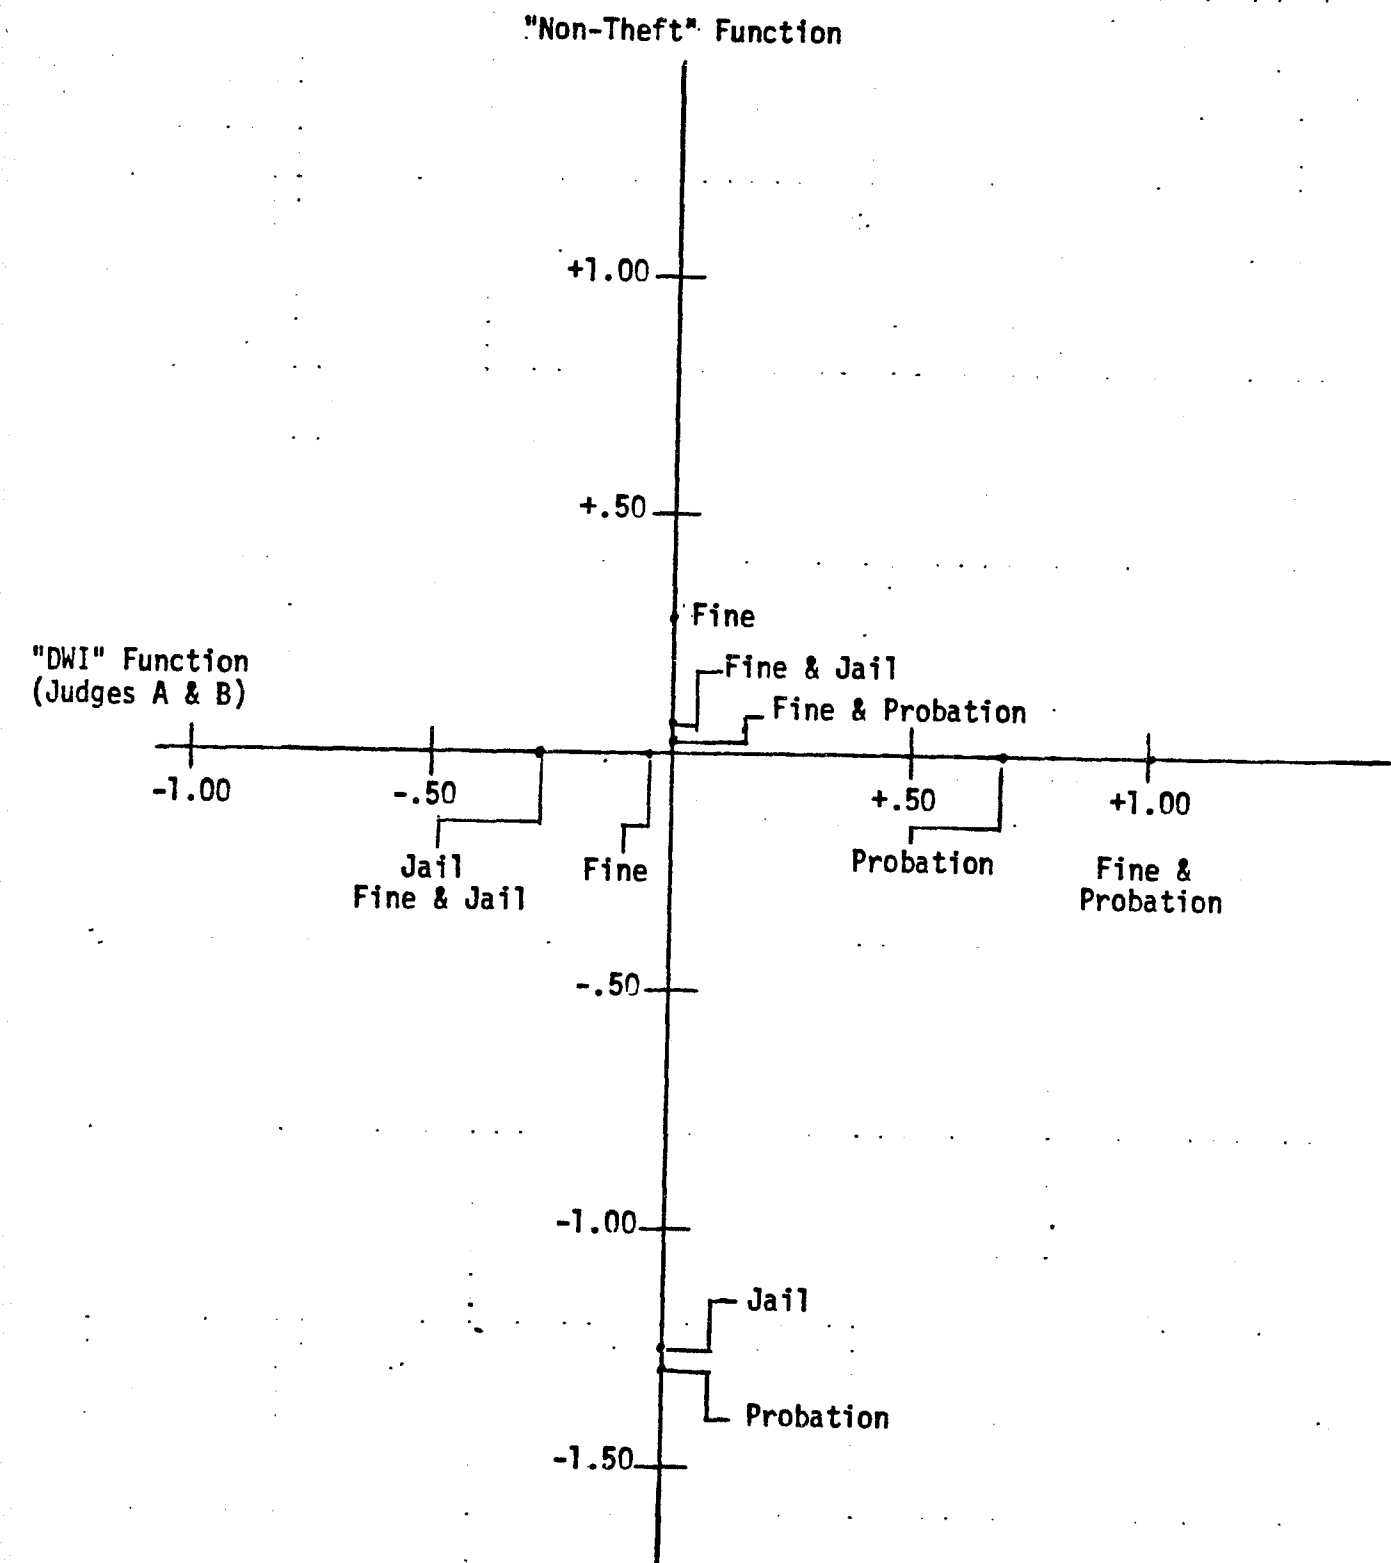 "Non-Theft" Function
+1.00
+.50
Fine
"DWI" Function
(Judges A & B)
Fine & Jail
Fine & Probation
-1.00
-.50
+.50
+1.00
Jail
Fine & Jail
Fine
Probation
Fine &
Probation
-.50
-1.00
Jail
Probation
-1.50